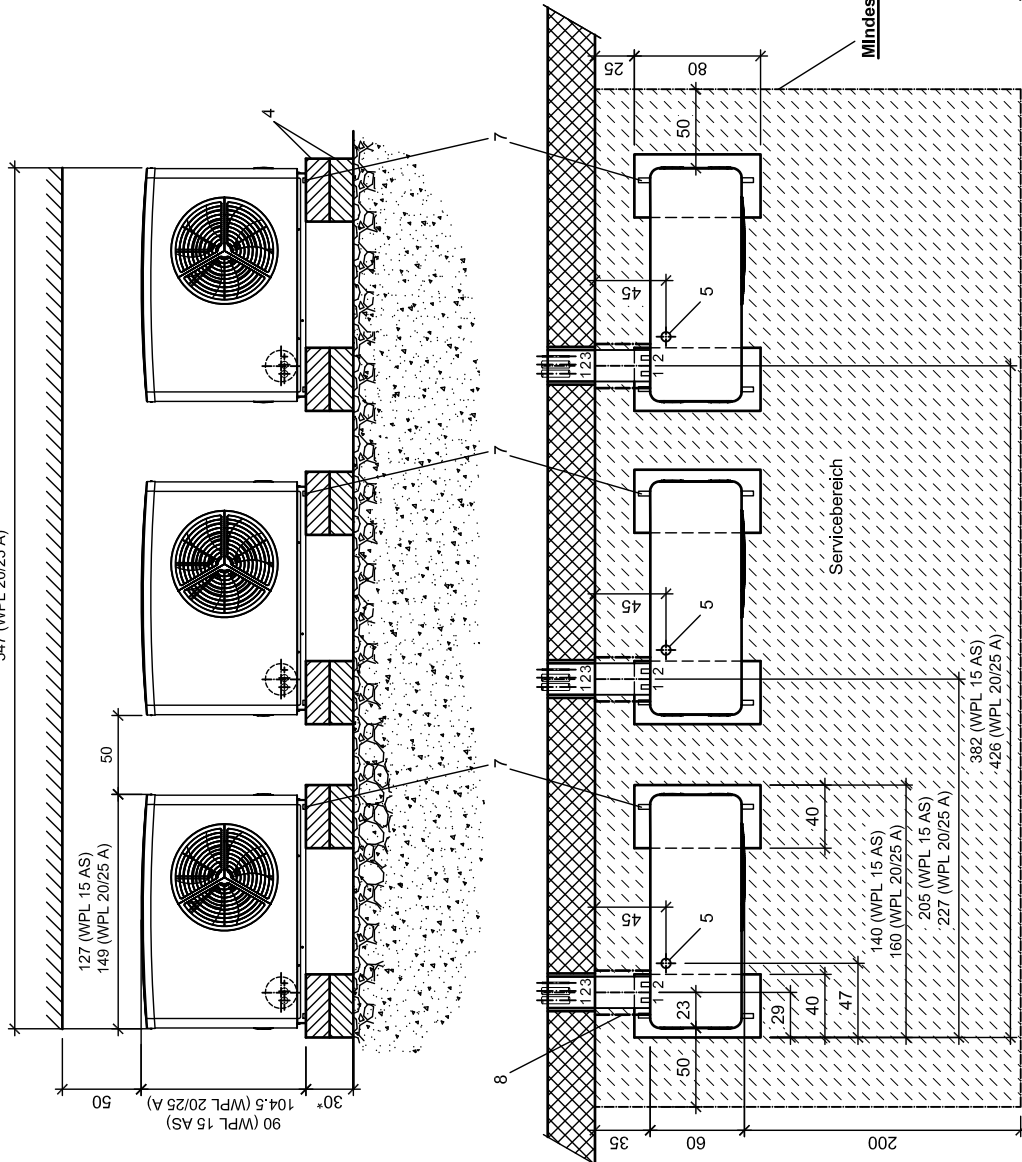 547 (WPL 20/25 A)
127 (WPL 15 AS)
149 (WPL 20/25 A)
50
50
90 (WPL 15 AS)
104.5 (WPL 20/25 A)
30*
4
7
7
7
8
Mindes
25
80
50
123
123
123
1 2
1 2
1 2
45
45
45
5
5
5
Servicebereich
35
60
200
50
23
29
40
47
40
140 (WPL 15 AS)
160 (WPL 20/25 A)
205 (WPL 15 AS)
227 (WPL 20/25 A)
382 (WPL 15 AS)
426 (WPL 20/25 A)